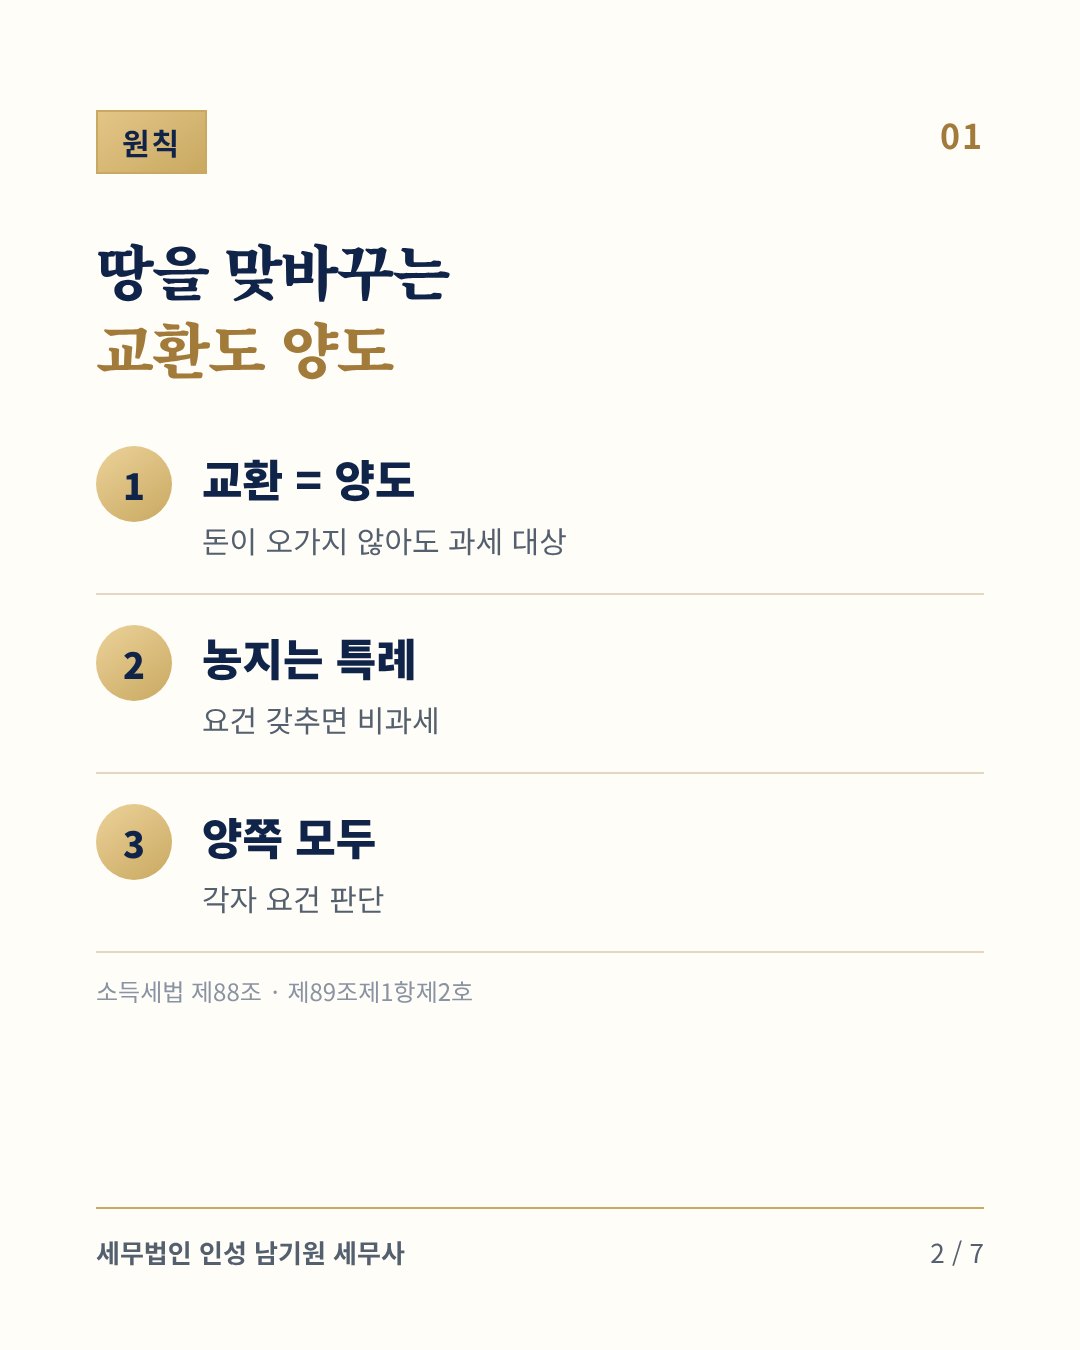 원칙
01
땅을 맞바꾸는
교환도 양도
1
교환 = 양도
돈이 오가지 않아도 과세 대상
2
농지는 특례
요건 갖추면 비과세
3
양쪽 모두
각자 요건 판단
소득세법 제88조 · 제89조제1항제2호
세무법인 인성 남기원 세무사
2 / 7